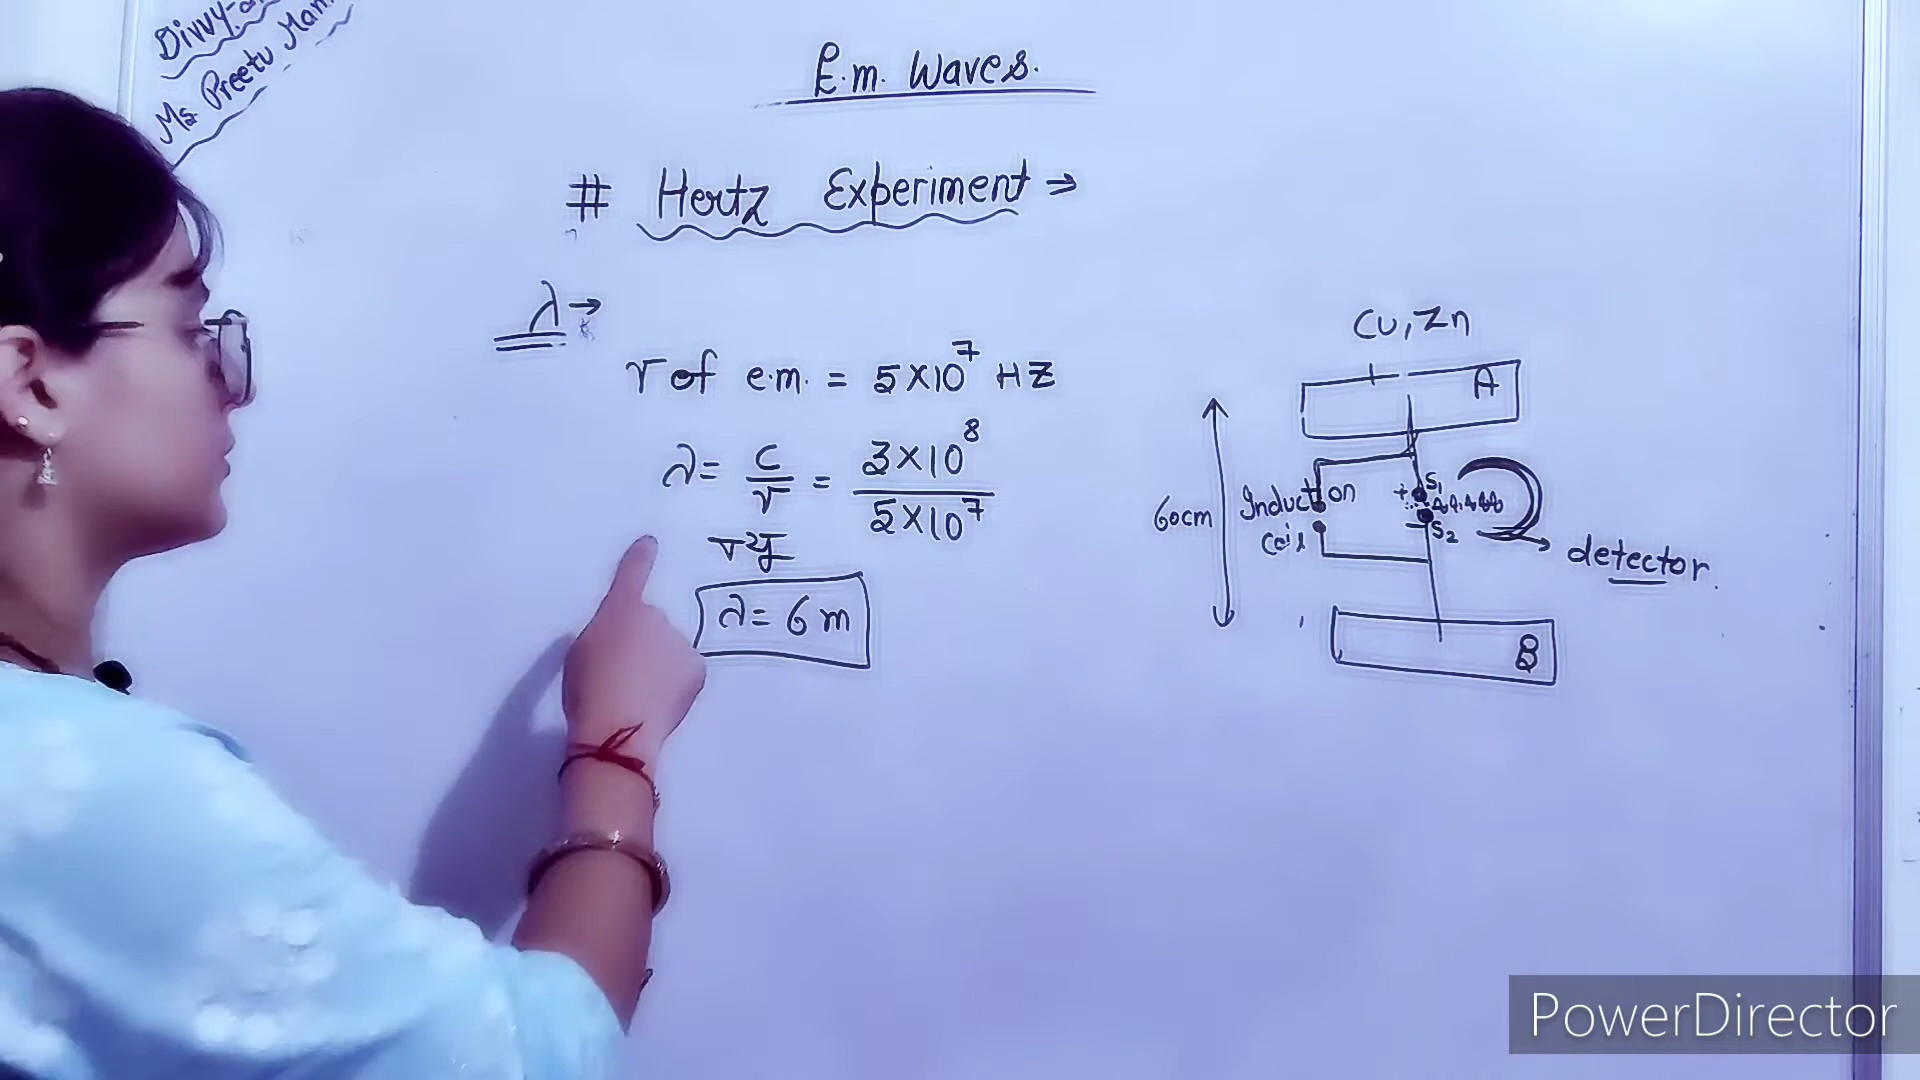 Ms. Preetu Mam
E.m. Waves.
# Hertz Experiment →
λ →
ν of e.m. = 5×10⁷ HZ
λ = c/ν = 3×10⁸/5×10⁷
λ = 6 m
Cu, Zn
A
60cm
Induction
coil
+ S₁
- S₂
detector.
B
PowerDirector